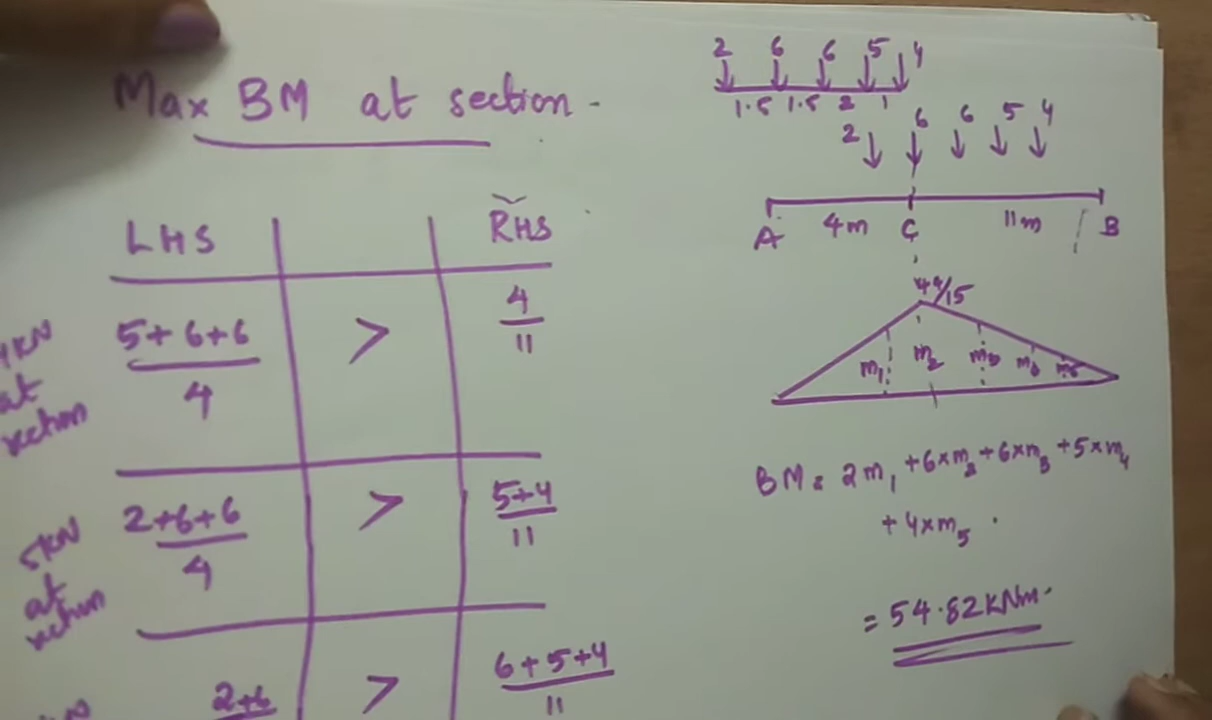 Max BM at section -
LHS
RHS
4KN
at
section
5+6+6
4
>
4
11
5KN
at
section
2+6+6
4
>
5+4
11
2+6
>
6+5+4
11
2 6 6 5 4
1.5 1.5 2 1
2 6 6 5 4
A 4m C 11m B
44/15
m1 m2 m3 m5
BM = 2m1 + 6×m2 + 6×m3 + 5×m4
+ 4×m5
= 54.82 kNm.